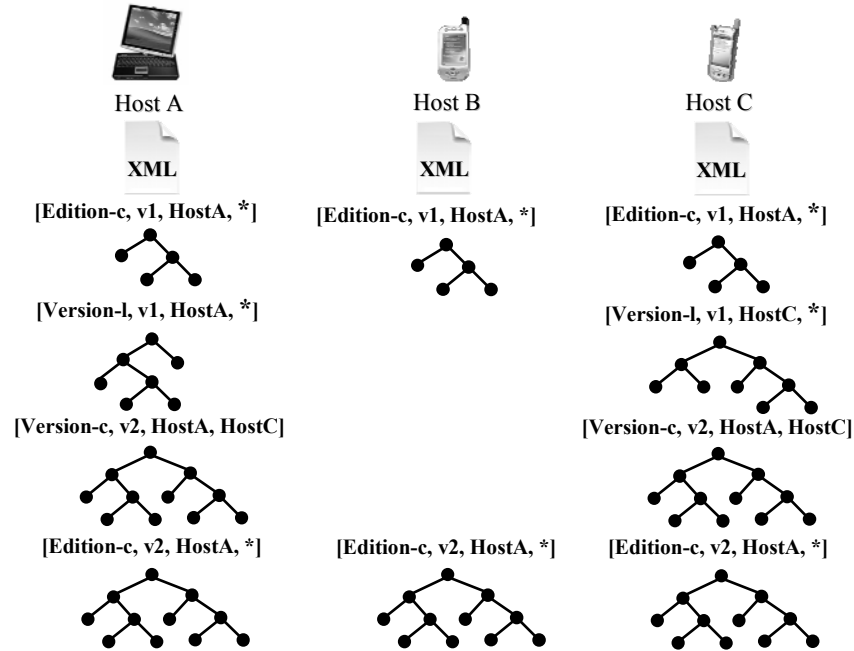 Host A Host B Host C
XML XML XML
[Edition-c, v1, HostA, *] [Edition-c, v1, HostA, *] [Edition-c, v1, HostA, *]
[Version-l, v1, HostA, *] [Version-l, v1, HostC, *]
[Version-c, v2, HostA, HostC] [Version-c, v2, HostA, HostC]
[Edition-c, v2, HostA, *] [Edition-c, v2, HostA, *] [Edition-c, v2, HostA, *]